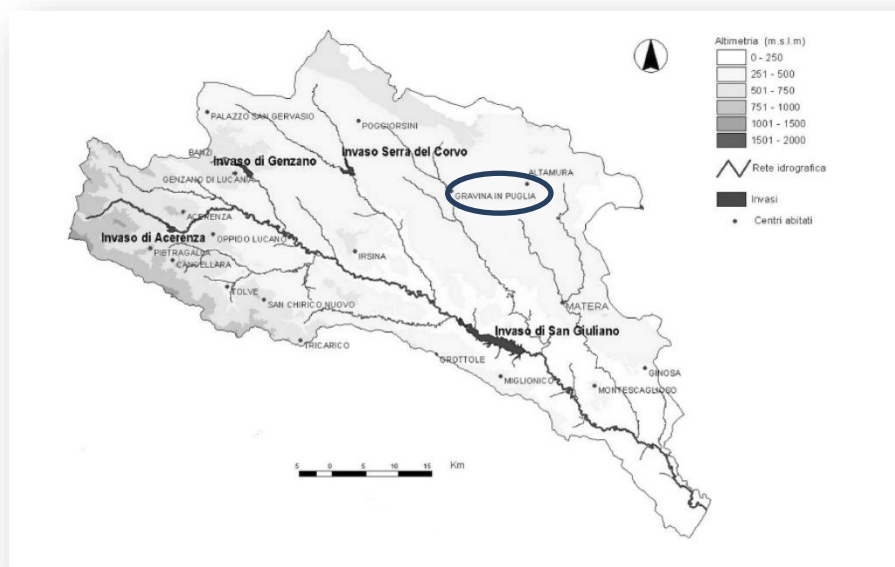 Altimetria (m.s.l.m)
0 - 250
251 - 500
501 - 750
751 - 1000
1001 - 1500
1501 - 2000
Rete idrografica
Invasi
Centri abitati
PALAZZO SAN GERVASIO
POGGIORSINI
BANZI
Invaso di Genzano
Invaso Serra del Corvo
GENZANO DI LUCANIA
ALTAMURA
GRAVINA IN PUGLIA
ACERENZA
Invaso di Acerenza
OPPIDO LUCANO
PIETRAGALLA
CANCELLARA
IRSINA
TOLVE
SAN CHIRICO NUOVO
MATERA
Invaso di San Giuliano
TRICARICO
GROTTOLE
MIGLIONICO
GINOSA
MONTESCAGLIOSO
5 0 5 10 15 Km